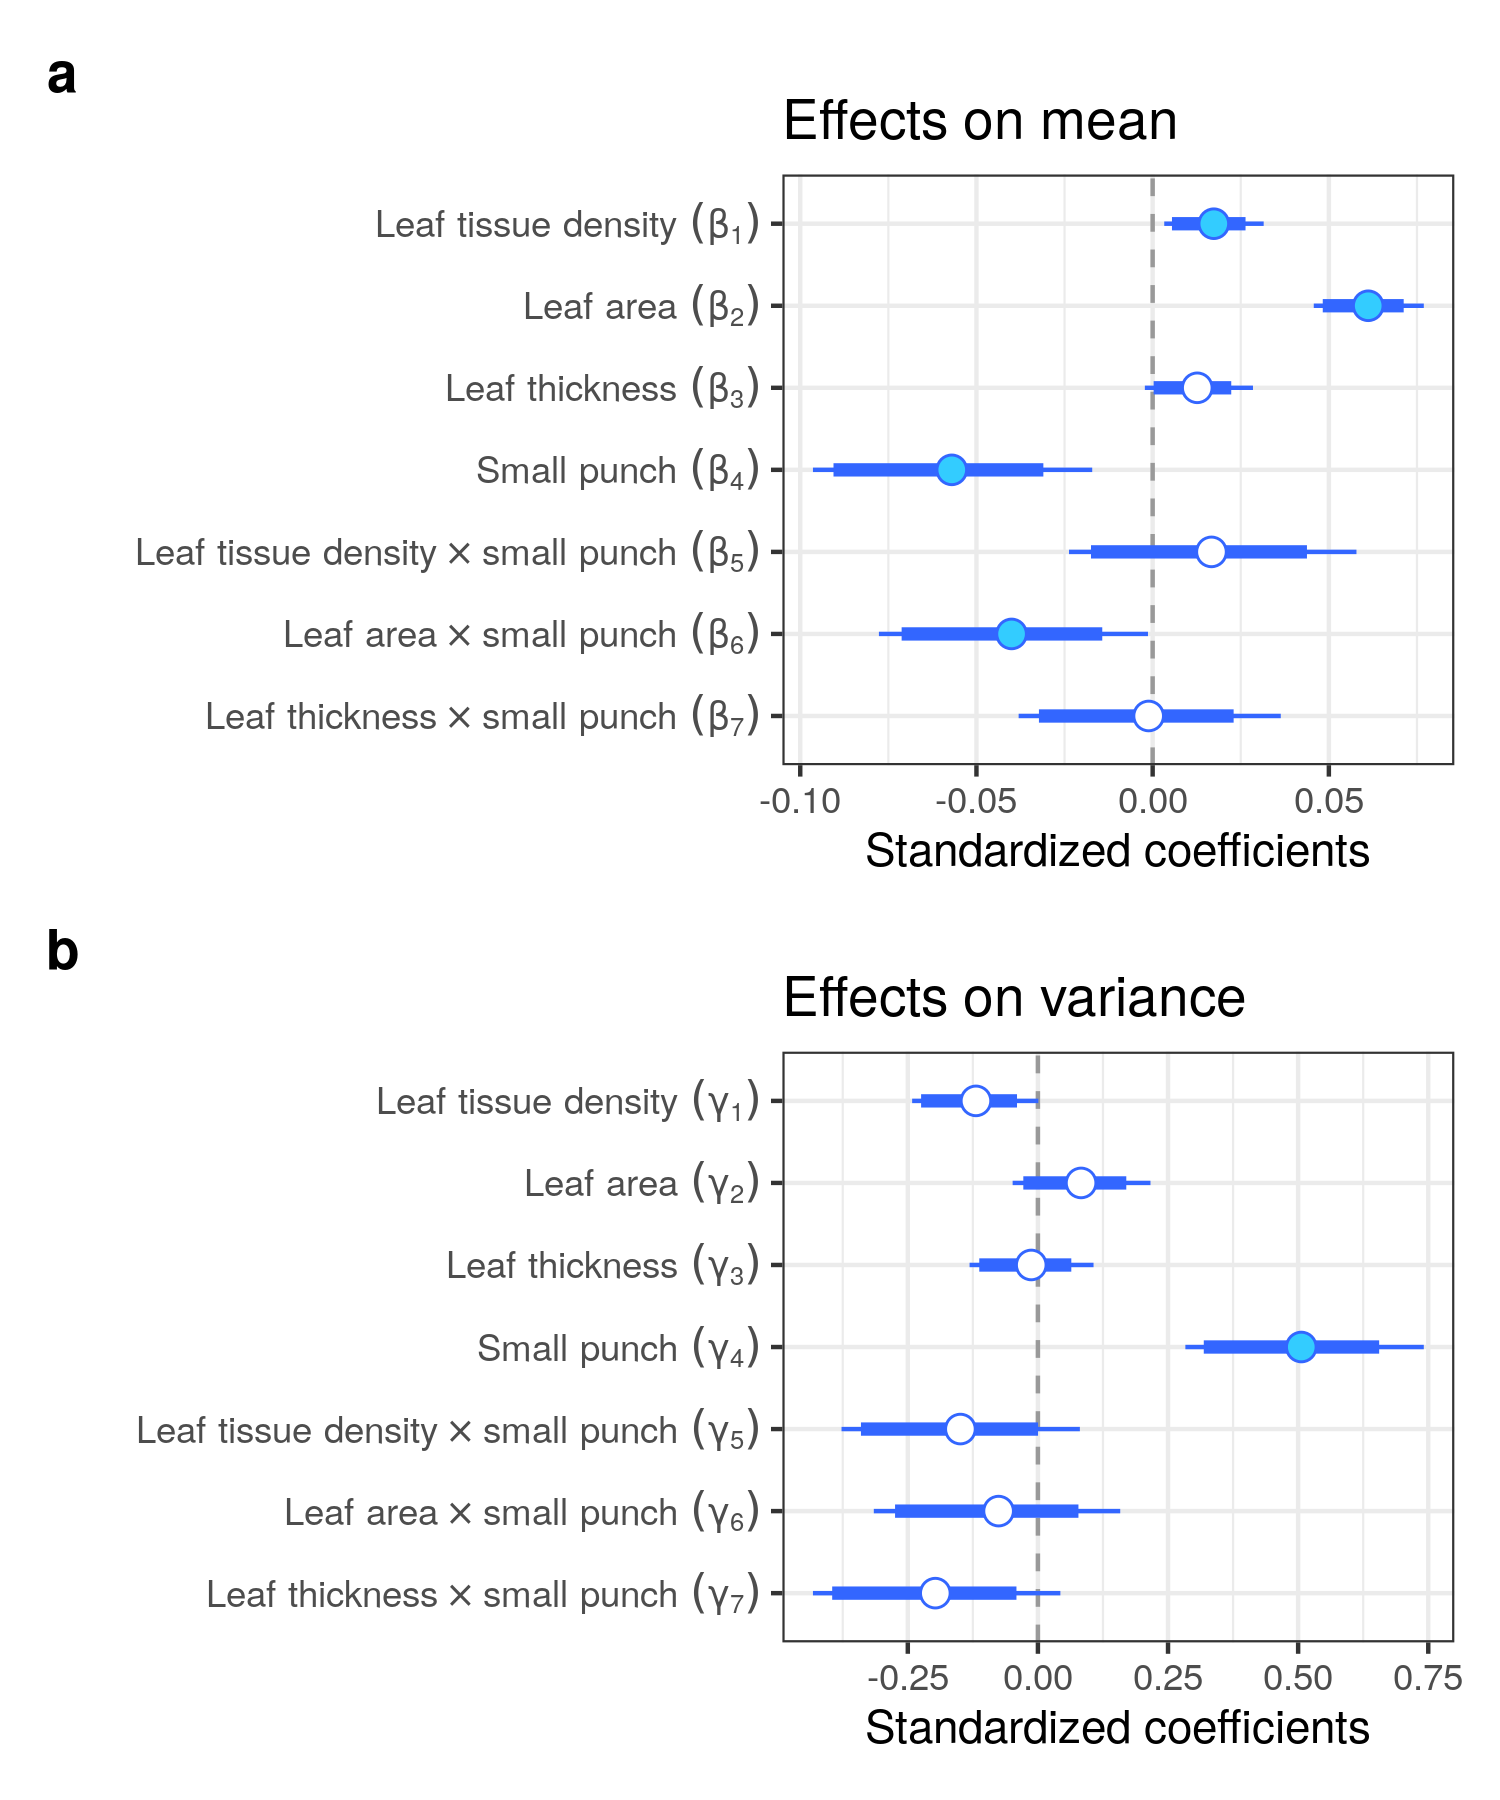 a
Effects on mean
Leaf tissue density (β₁)
Leaf area (β₂)
Leaf thickness (β₃)
Small punch (β₄)
Leaf tissue density × small punch (β₅)
Leaf area × small punch (β₆)
Leaf thickness × small punch (β₇)
-0.10 -0.05 0.00 0.05
Standardized coefficients
b
Effects on variance
Leaf tissue density (γ₁)
Leaf area (γ₂)
Leaf thickness (γ₃)
Small punch (γ₄)
Leaf tissue density × small punch (γ₅)
Leaf area × small punch (γ₆)
Leaf thickness × small punch (γ₇)
-0.25 0.00 0.25 0.50 0.75
Standardized coefficients